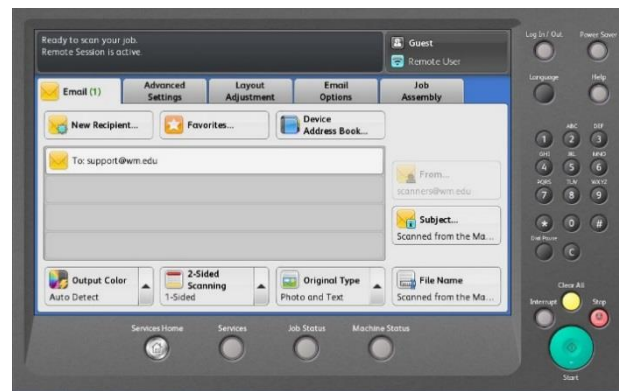 Ready to scan your job.
Remote Session is active.
Guest
Remote User
Email (1)
Advanced Settings
Layout Adjustment
Email Options
Job Assembly
New Recipient...
Favorites...
Device Address Book...
To: support@wm.edu
From...
scanners@wm.edu
Subject...
Scanned from the Ma...
Output Color
Auto Detect
2-Sided Scanning
1-Sided
Original Type
Photo and Text
File Name
Scanned from the Ma...
Services Home
Services
Job Status
Machine Status
Log In / Out
Power Saver
Language
Help
ABC
DEF
1
2
3
GHI
JKL
MNO
4
5
6
PQRS
TUV
WXYZ
7
8
9
*
0
#
Dial Pause
C
Clear All
Interrupt
Stop
Start